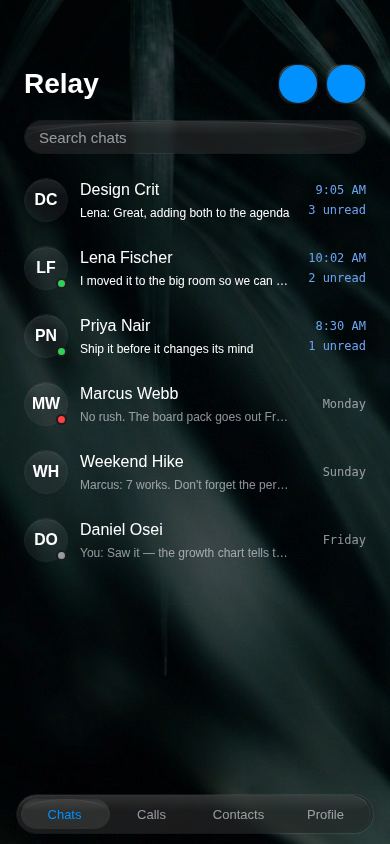 Relay
Search chats
DC
Design Crit
9:05 AM
Lena: Great, adding both to the agenda
3 unread
LF
Lena Fischer
10:02 AM
I moved it to the big room so we can ...
2 unread
PN
Priya Nair
8:30 AM
Ship it before it changes its mind
1 unread
MW
Marcus Webb
Monday
No rush. The board pack goes out Fr...
WH
Weekend Hike
Sunday
Marcus: 7 works. Don't forget the per...
DO
Daniel Osei
Friday
You: Saw it — the growth chart tells t...
Chats Calls Contacts Profile